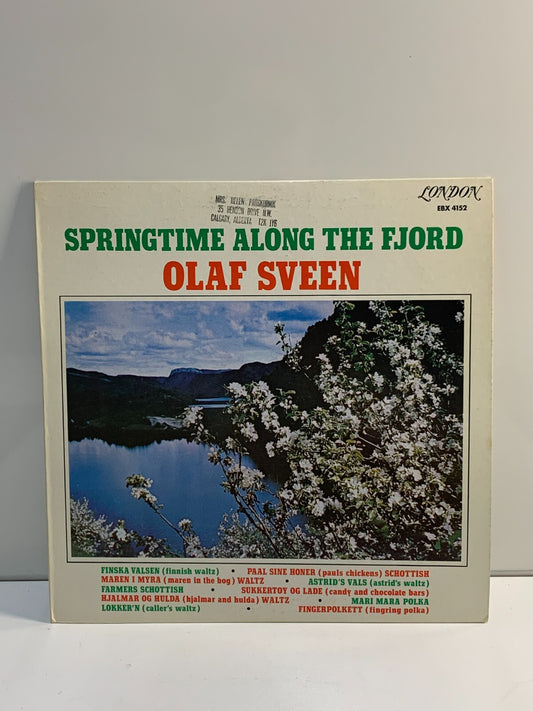 LONDON
EBX 4152
MRS. HELEN
CALGARY, ALBERTA T2K 1Y6
SPRINGTIME ALONG THE FJORD
OLAF SVEEN
FINSKA VALSEN (finnish waltz) • PAAL SINE HONER (pauls chickens) SCHOTTISH
MAREN I MYRA (maren in the bog) WALTZ • ASTRID'S VALS (astrid's waltz)
FARMERS SCHOTTISH • SUKKERTOY OG LADE (candy and chocolate bars)
HJALMAR OG HULDA (hjalmar and hulda) WALTZ • MARI MARA POLKA
LOKKER'N (caller's waltz) • FINGERPOLKETT (fingring polka)